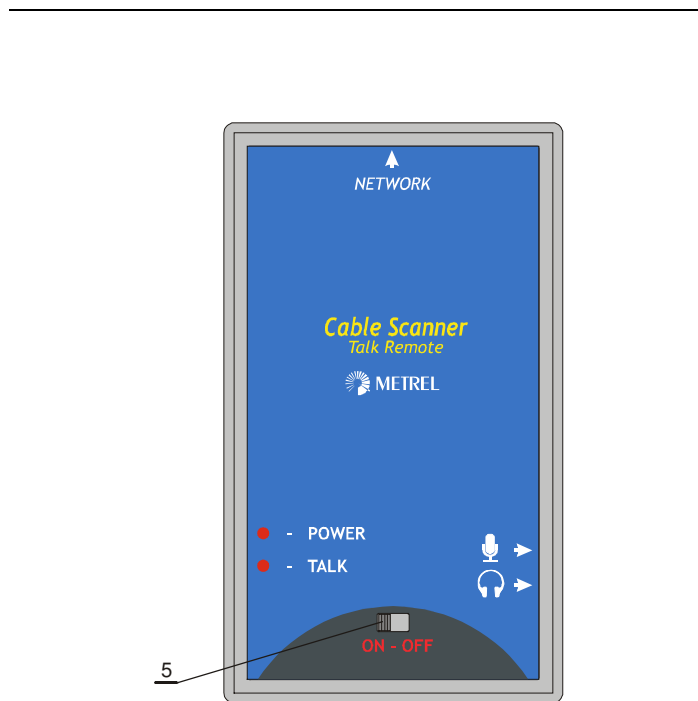 NETWORK
Cable Scanner
Talk Remote
METREL
- POWER
- TALK
ON - OFF
5